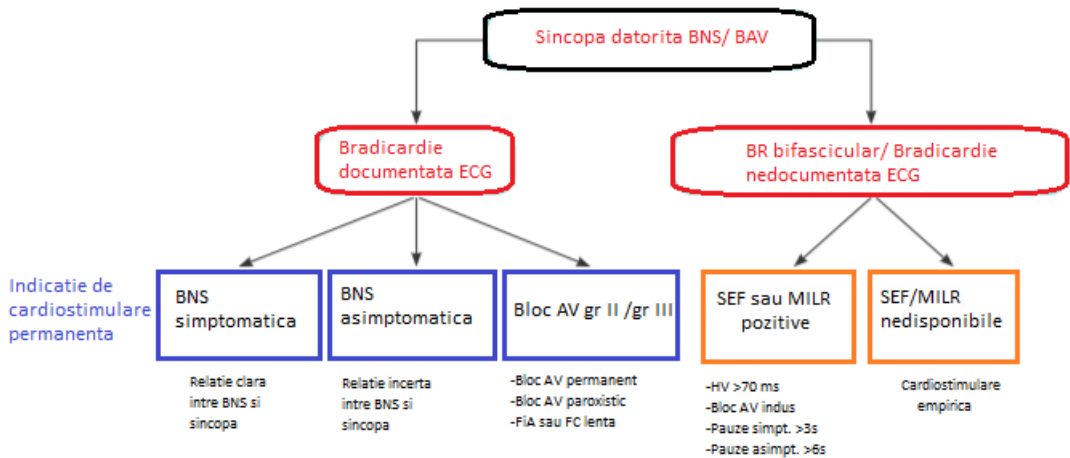 Sincopa datorita BNS/ BAV
Bradicardie
documentata ECG
BR bifascicular/ Bradicardie
nedocumentata ECG
Indicatie de
cardiostimulare
permanenta
BNS
simptomatica
BNS
asimptomatica
Bloc AV gr II /gr III
SEF sau MILR
pozitive
SEF/MILR
nedisponibile
Relatie clara
intre BNS si
sincopa
Relatie incerta
intre BNS si
sincopa
-Bloc AV permanent
-Bloc AV paroxistic
-FiA sau FC lenta
-HV >70 ms
-Bloc AV indus
-Pauze simpt. >3s
-Pauze asimpt. >6s
Cardiostimulare
empirica